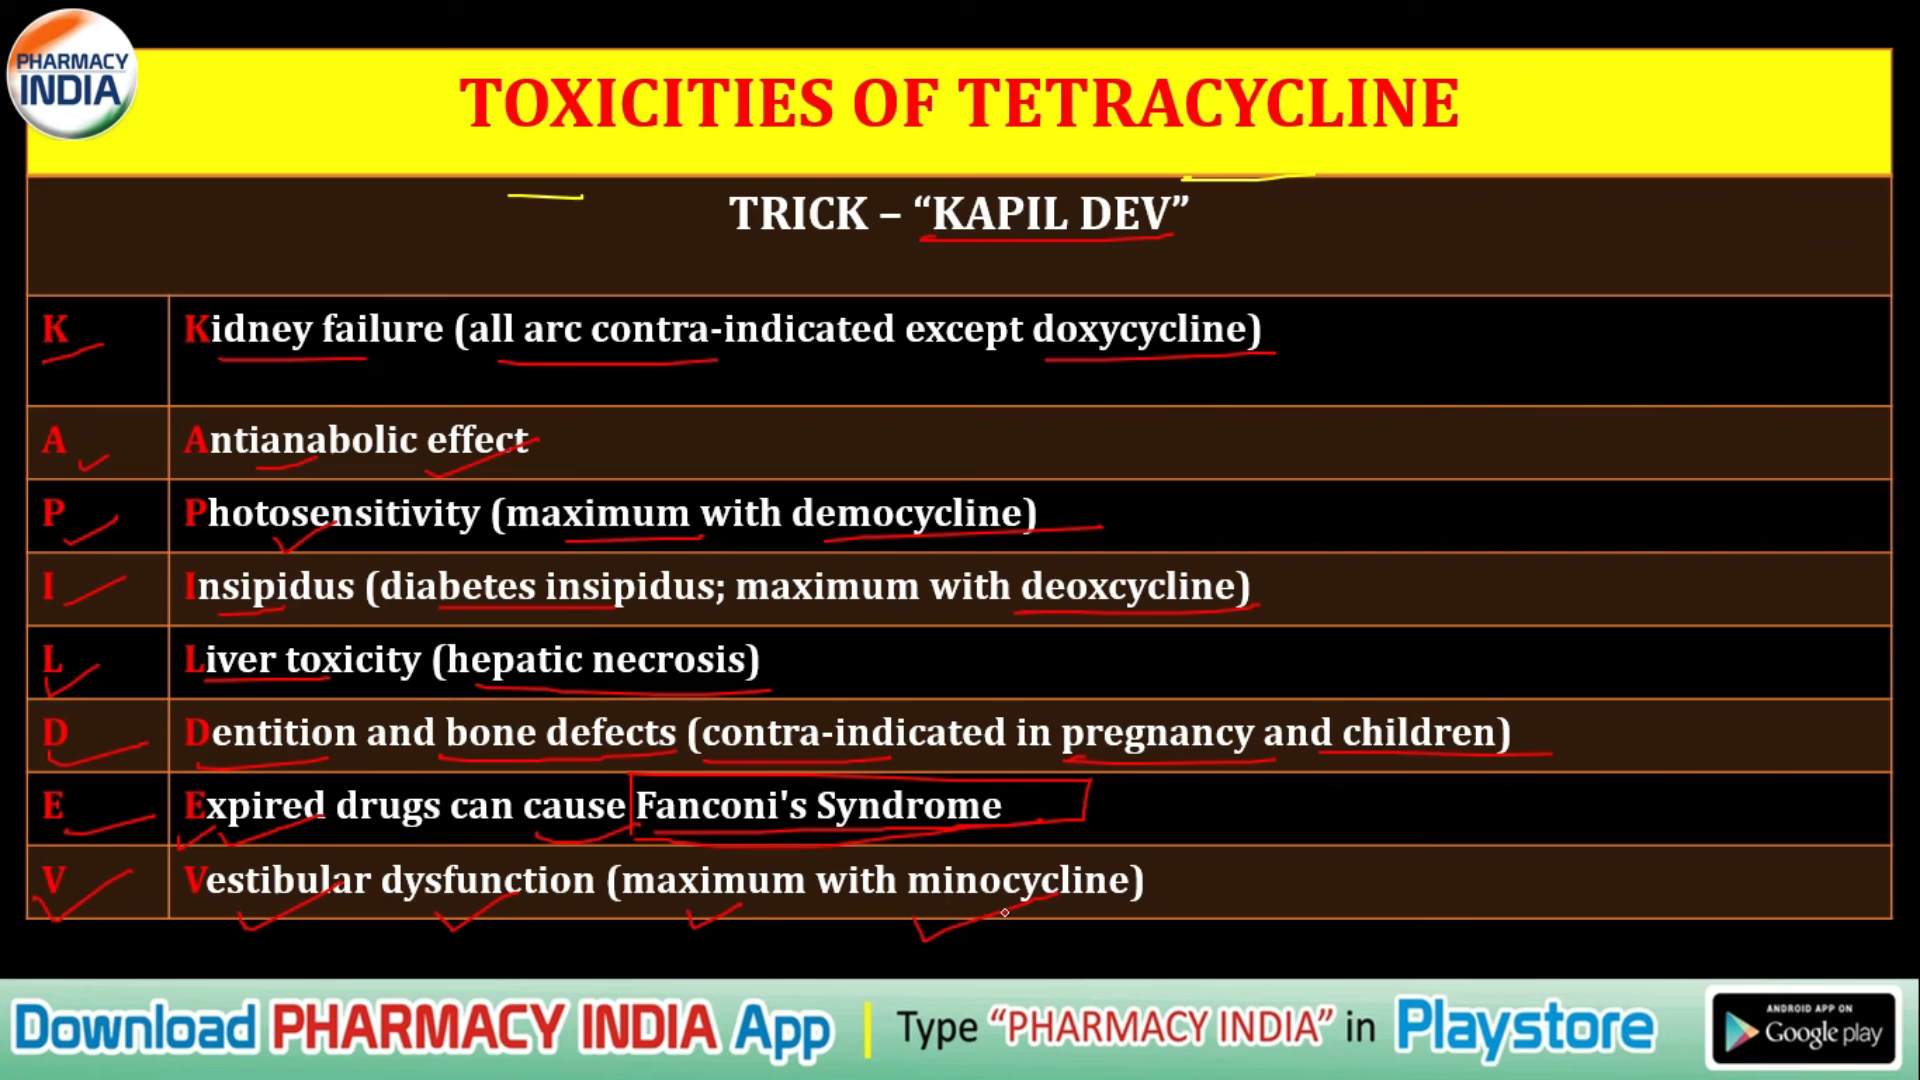 PHARMACY
INDIA
TOXICITIES OF TETRACYCLINE
TRICK – “KAPIL DEV”
K Kidney failure (all arc contra-indicated except doxycycline)
A Antianabolic effect
P Photosensitivity (maximum with democycline)
I Insipidus (diabetes insipidus; maximum with deoxcycline)
L Liver toxicity (hepatic necrosis)
D Dentition and bone defects (contra-indicated in pregnancy and children)
E Expired drugs can cause Fanconi's Syndrome
V Vestibular dysfunction (maximum with minocycline)
Download PHARMACY INDIA App | Type “PHARMACY INDIA” in Playstore
ANDROID APP ON
Google play